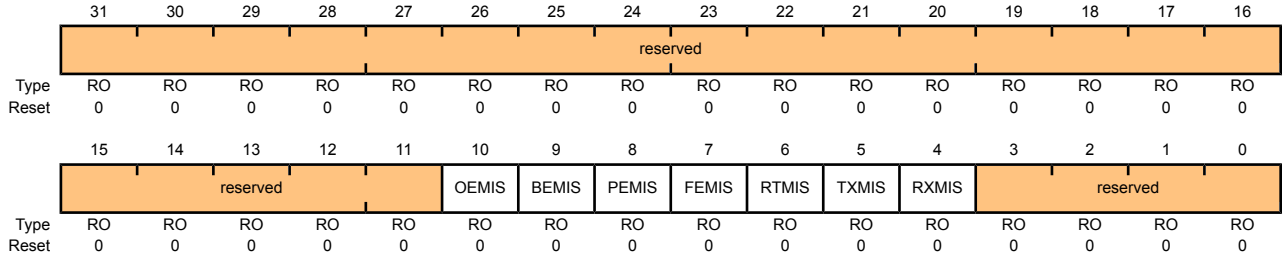 31 30 29 28 27 26 25 24 23 22 21 20 19 18 17 16
reserved
Type RO RO RO RO RO RO RO RO RO RO RO RO RO RO RO RO
Reset 0 0 0 0 0 0 0 0 0 0 0 0 0 0 0 0
15 14 13 12 11 10 9 8 7 6 5 4 3 2 1 0
reserved OEMIS BEMIS PEMIS FEMIS RTMIS TXMIS RXMIS reserved
Type RO RO RO RO RO RO RO RO RO RO RO RO RO RO RO RO
Reset 0 0 0 0 0 0 0 0 0 0 0 0 0 0 0 0